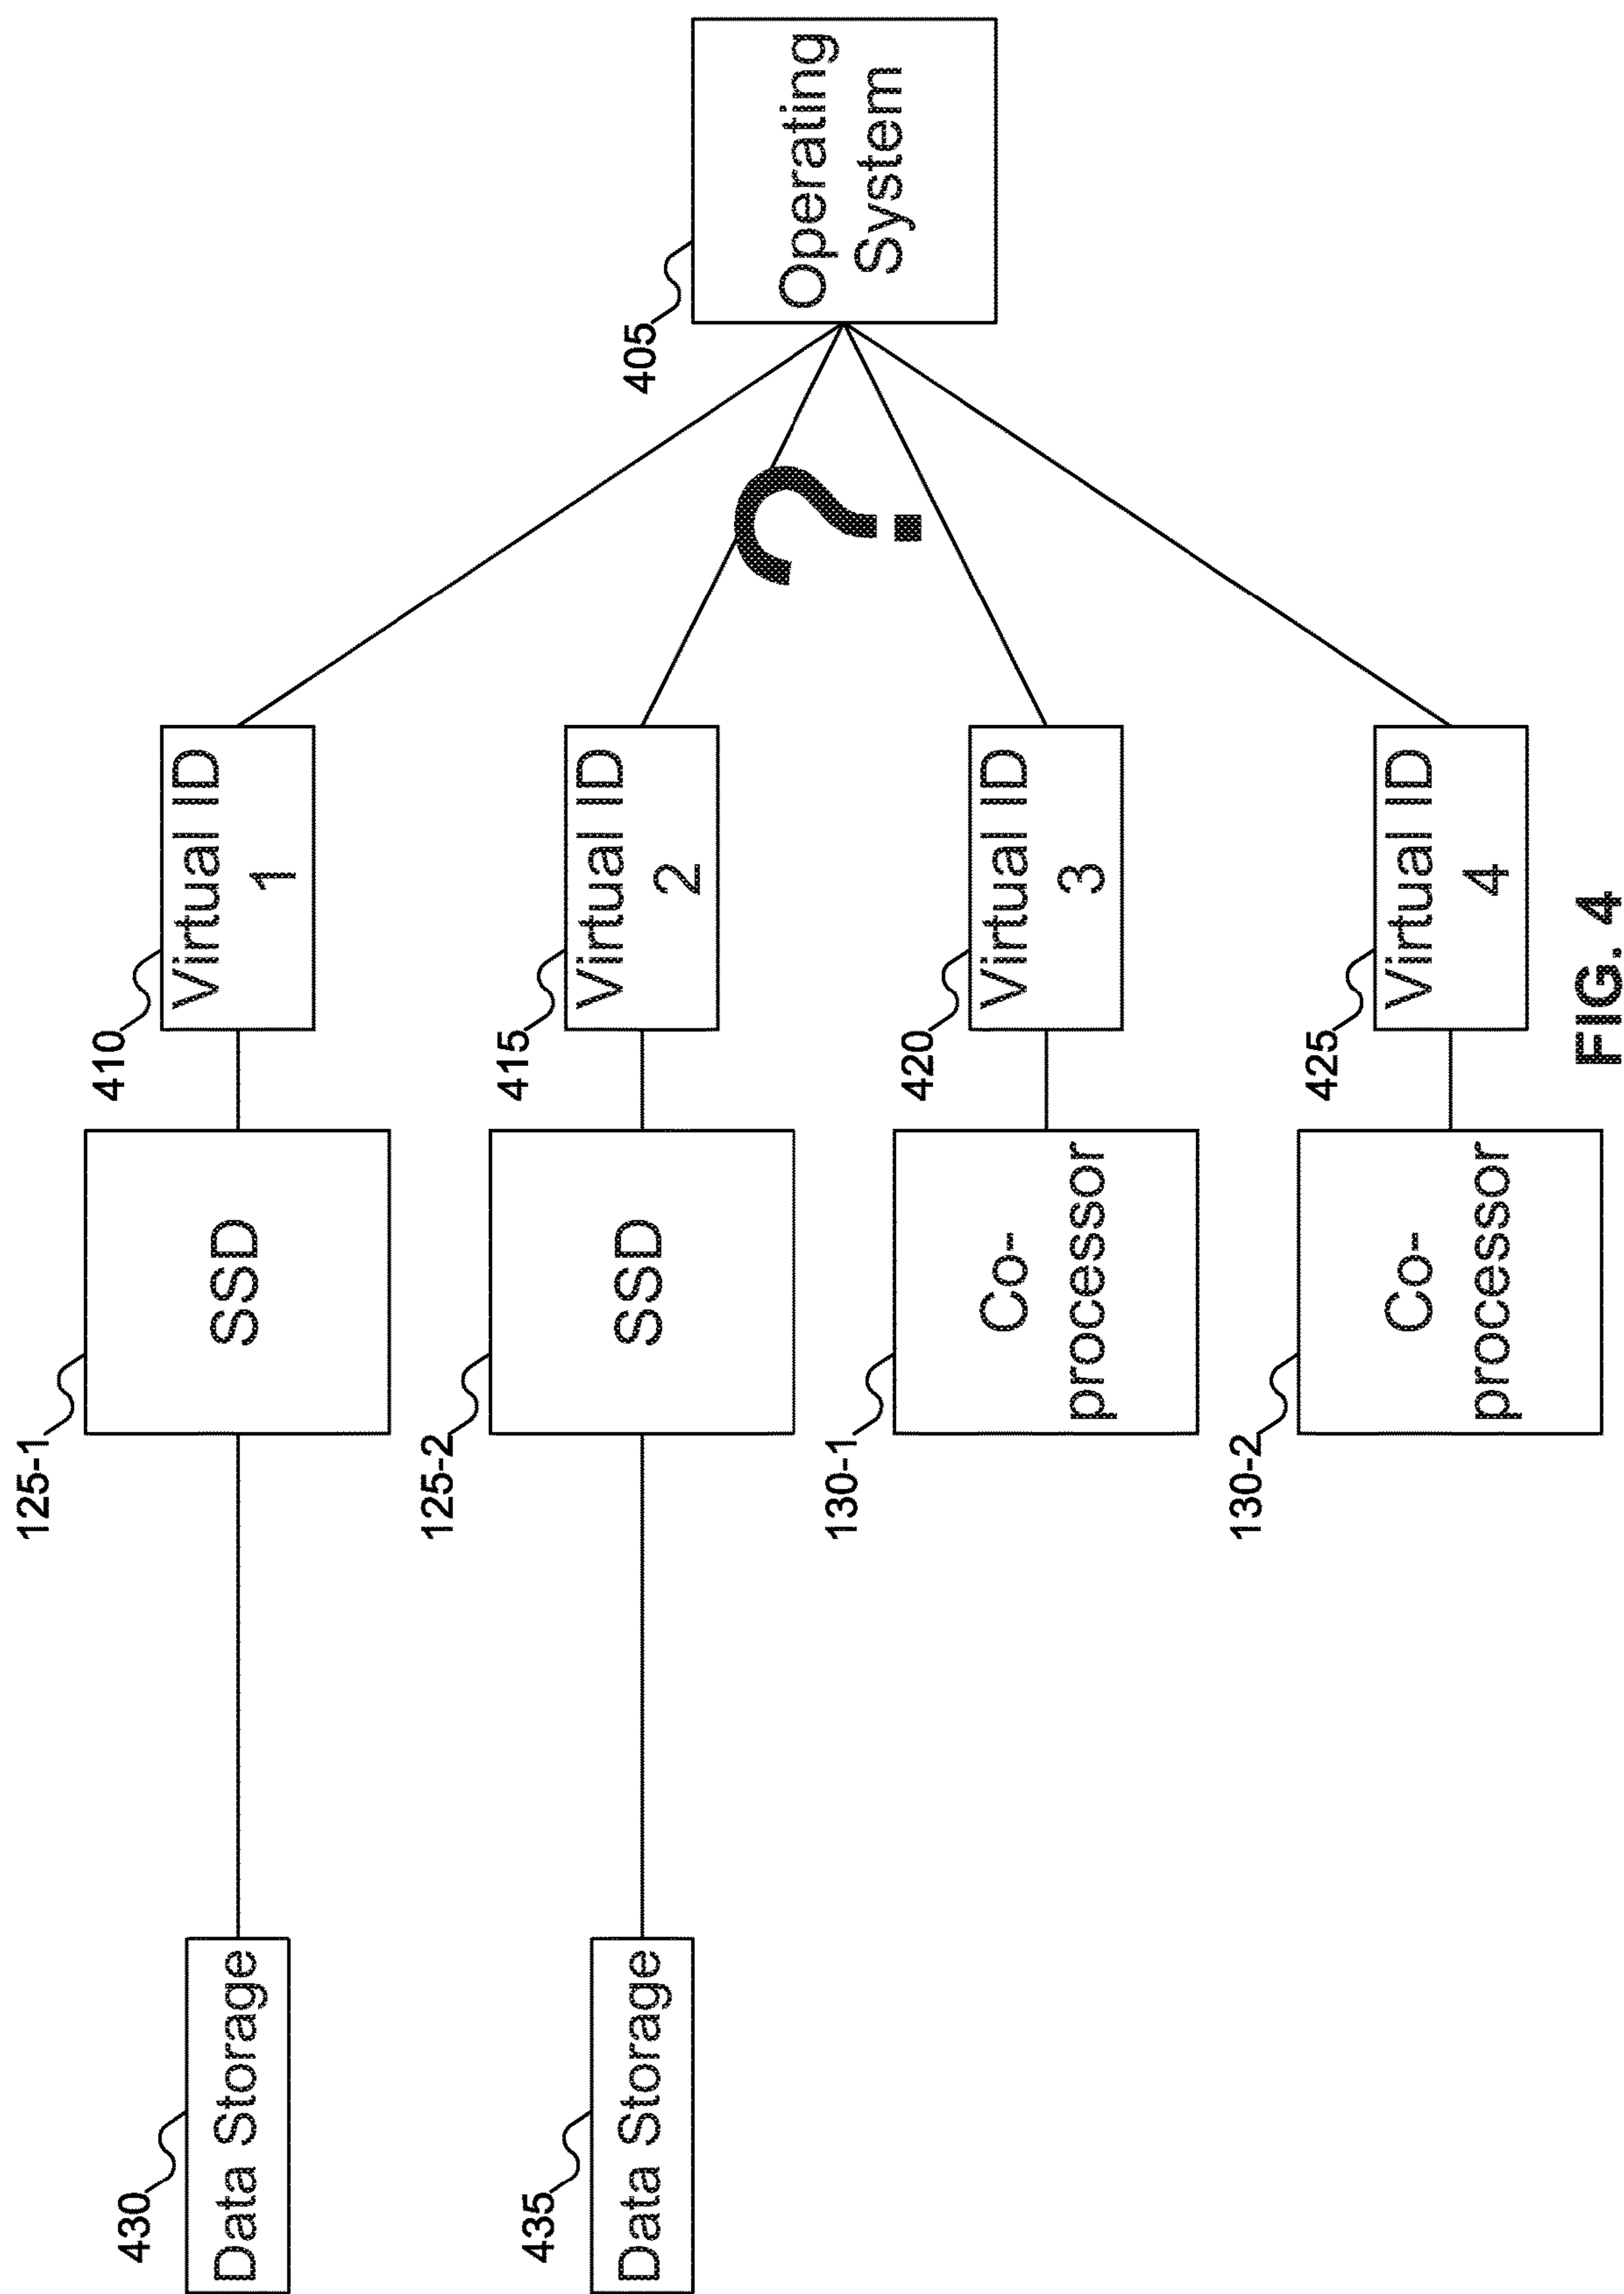 430
Data Storage
125-1
SSD
410
Virtual ID
1
435
Data Storage
125-2
SSD
415
Virtual ID
2
?
405
Operating
System
130-1
Co-
processor
420
Virtual ID
3
130-2
Co-
processor
425
Virtual ID
4
FIG. 4